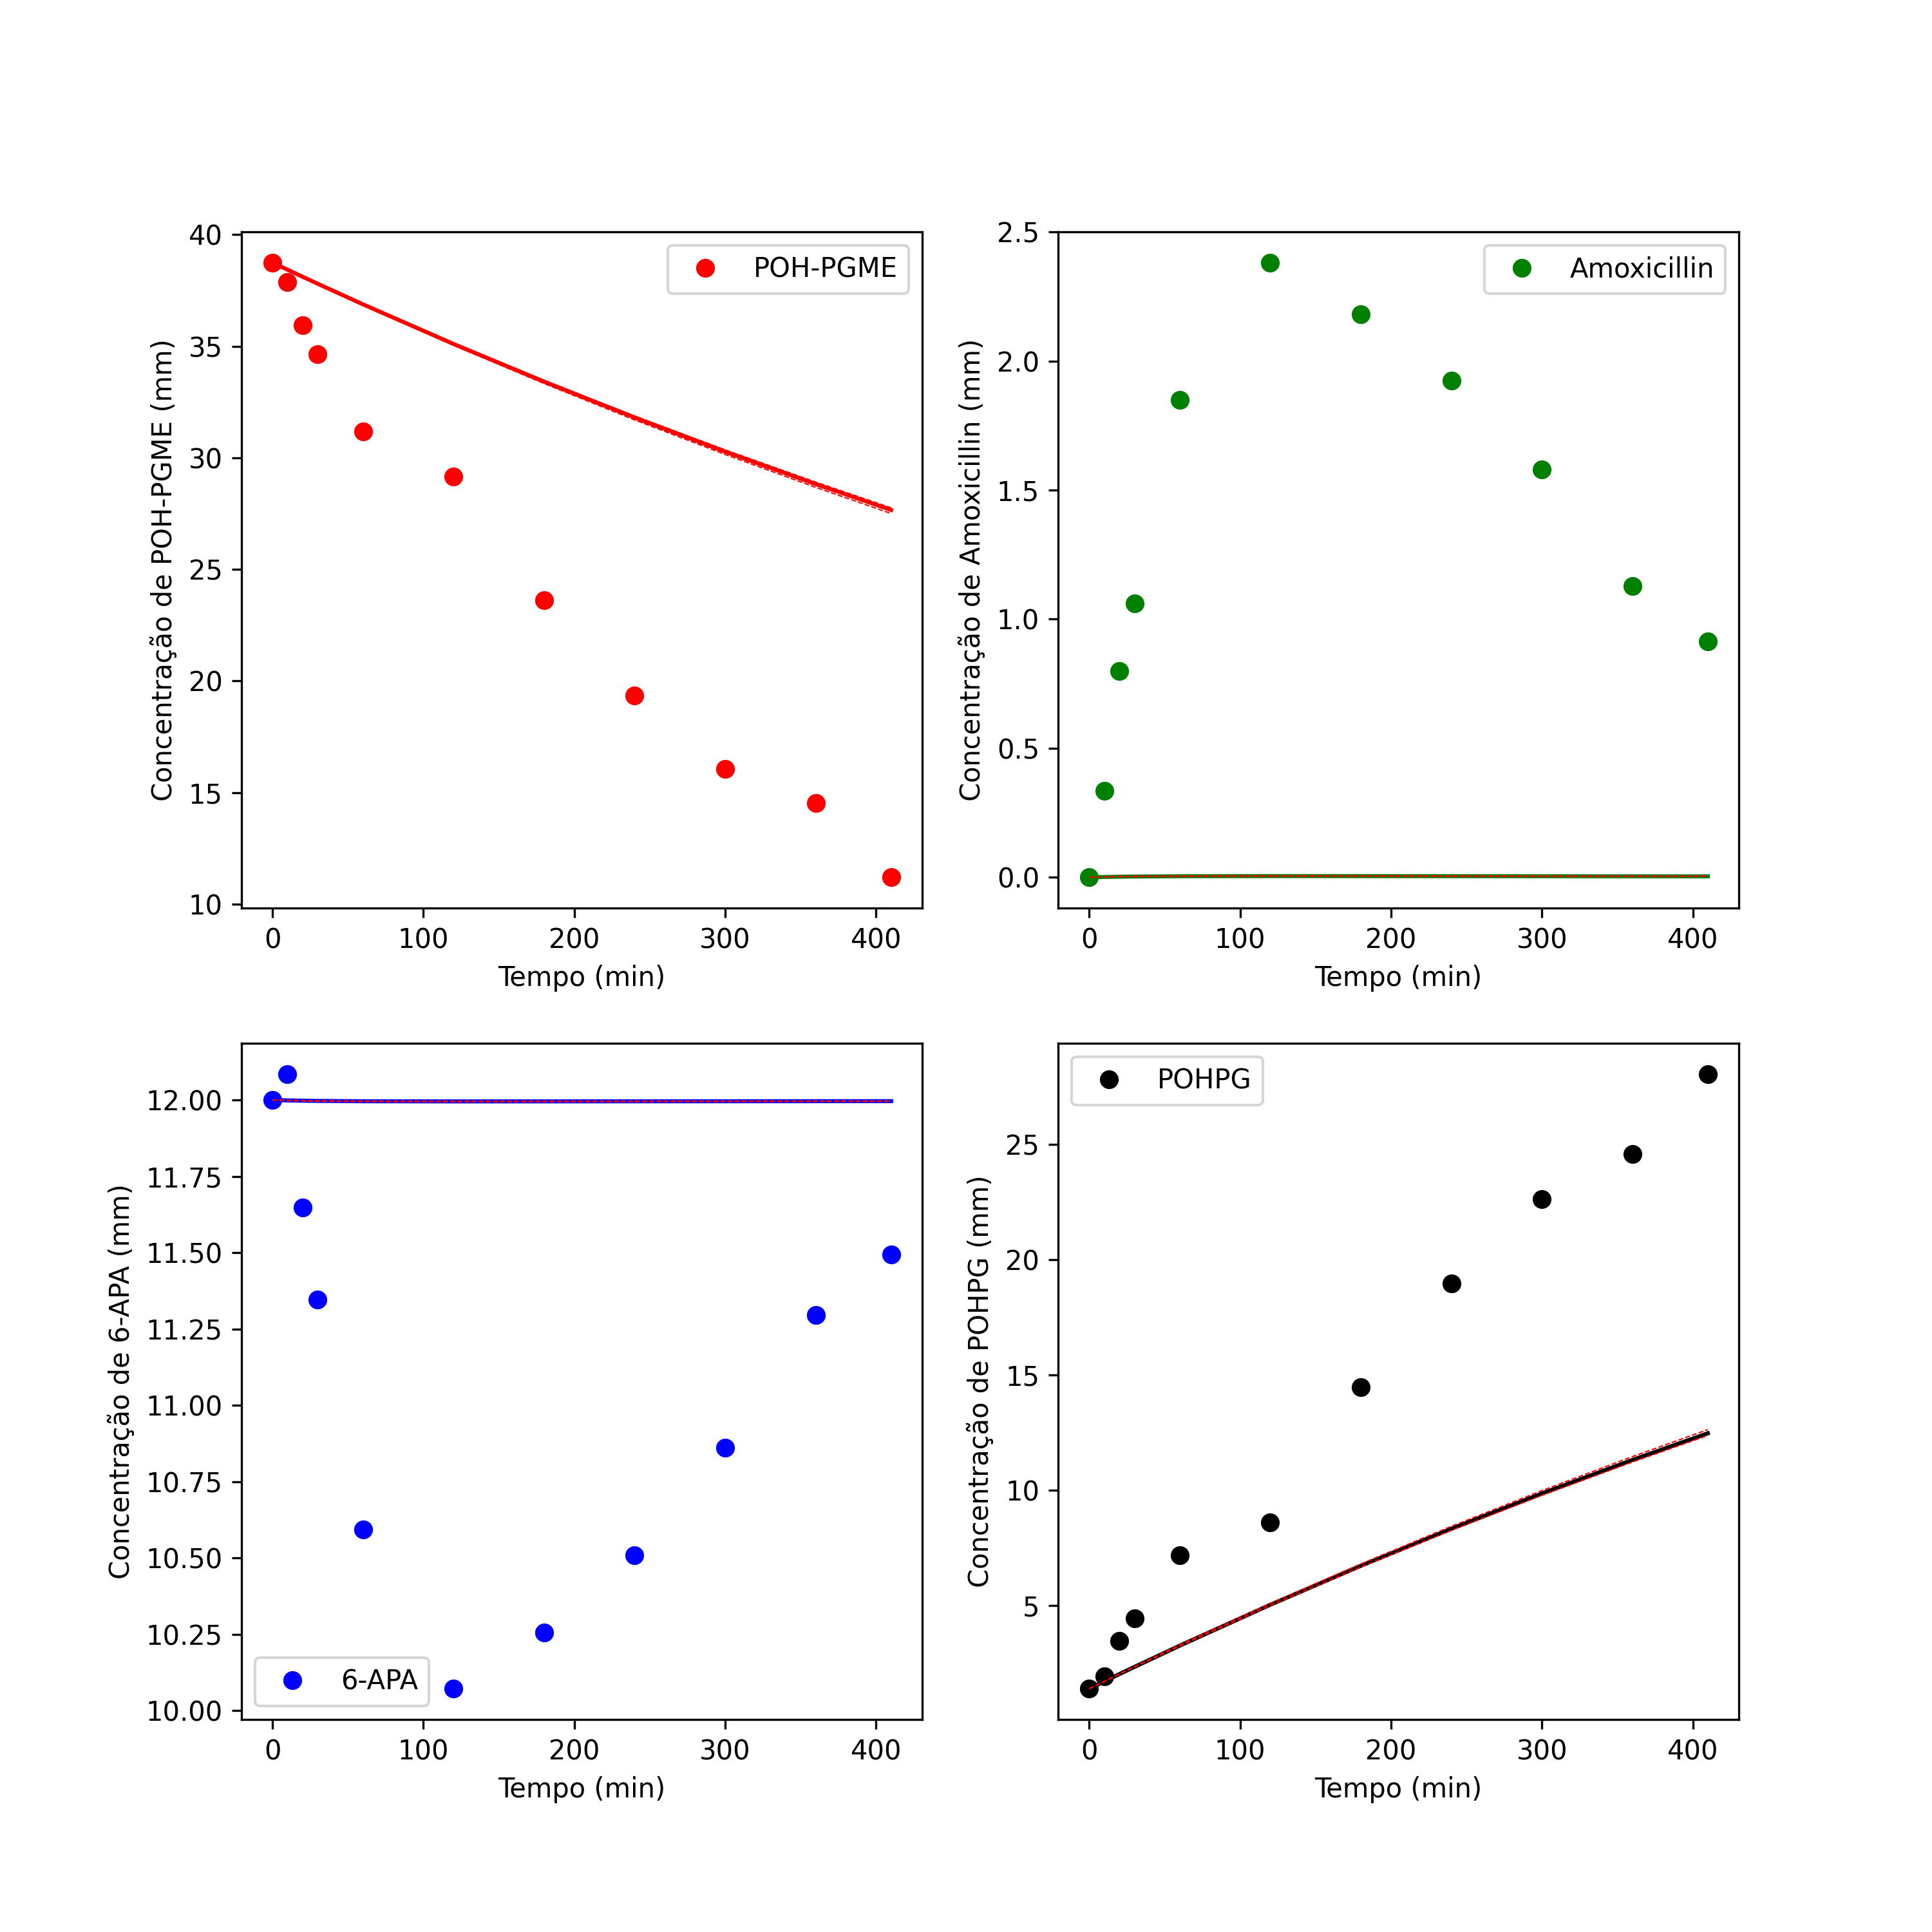 40
35
30
25
20
15
10
Concentração de POH-PGME (mm)
POH-PGME
0 100 200 300 400
Tempo (min)
2.5
2.0
1.5
1.0
0.5
0.0
Concentração de Amoxicillin (mm)
Amoxicillin
0 100 200 300 400
Tempo (min)
12.00
11.75
11.50
11.25
11.00
10.75
10.50
10.25
10.00
Concentração de 6-APA (mm)
6-APA
0 100 200 300 400
Tempo (min)
25
20
15
10
5
Concentração de POHPG (mm)
POHPG
0 100 200 300 400
Tempo (min)